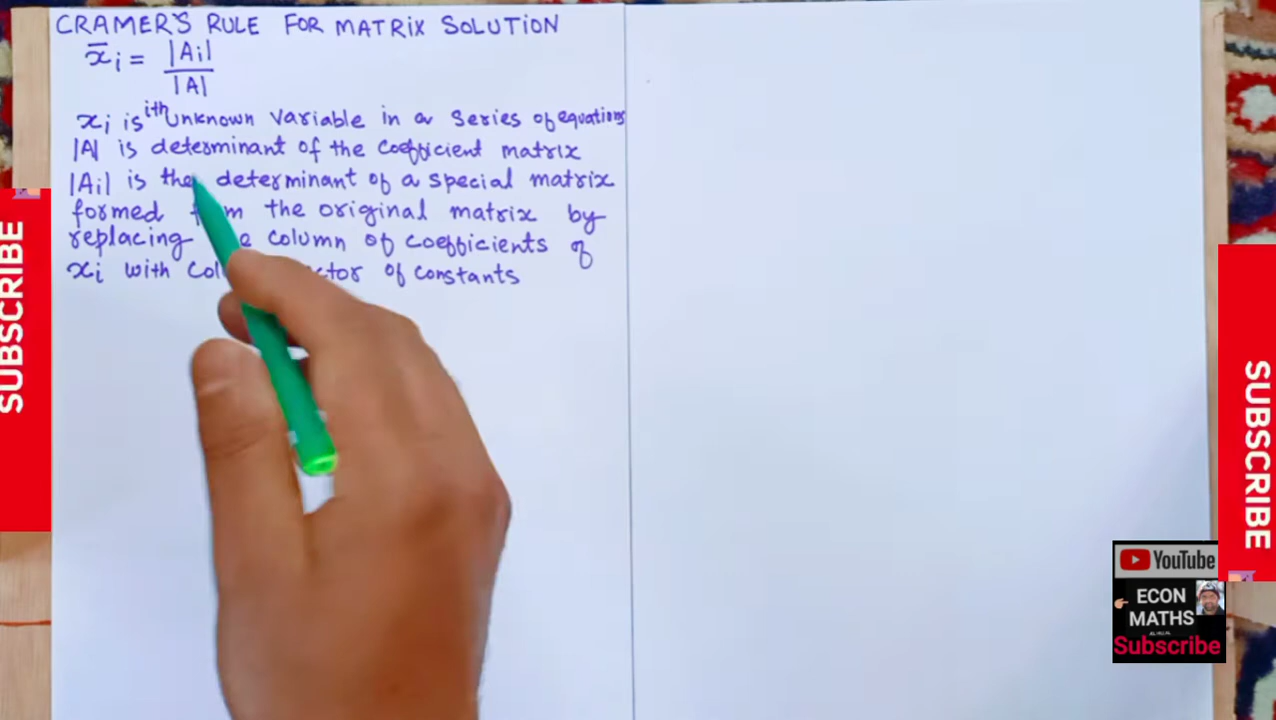 CRAMER'S RULE FOR MATRIX SOLUTION
x̄i = |Ai| / |A|
xi is ith unknown variable in a series of equations
|A| is determinant of the coefficient matrix
|Ai| is the determinant of a special matrix
formed the original matrix by
replacing column of coefficients of
xi with of constants
SUBSCRIBE
SUBSCRIBE
YouTube
ECON
MATHS
Subscribe